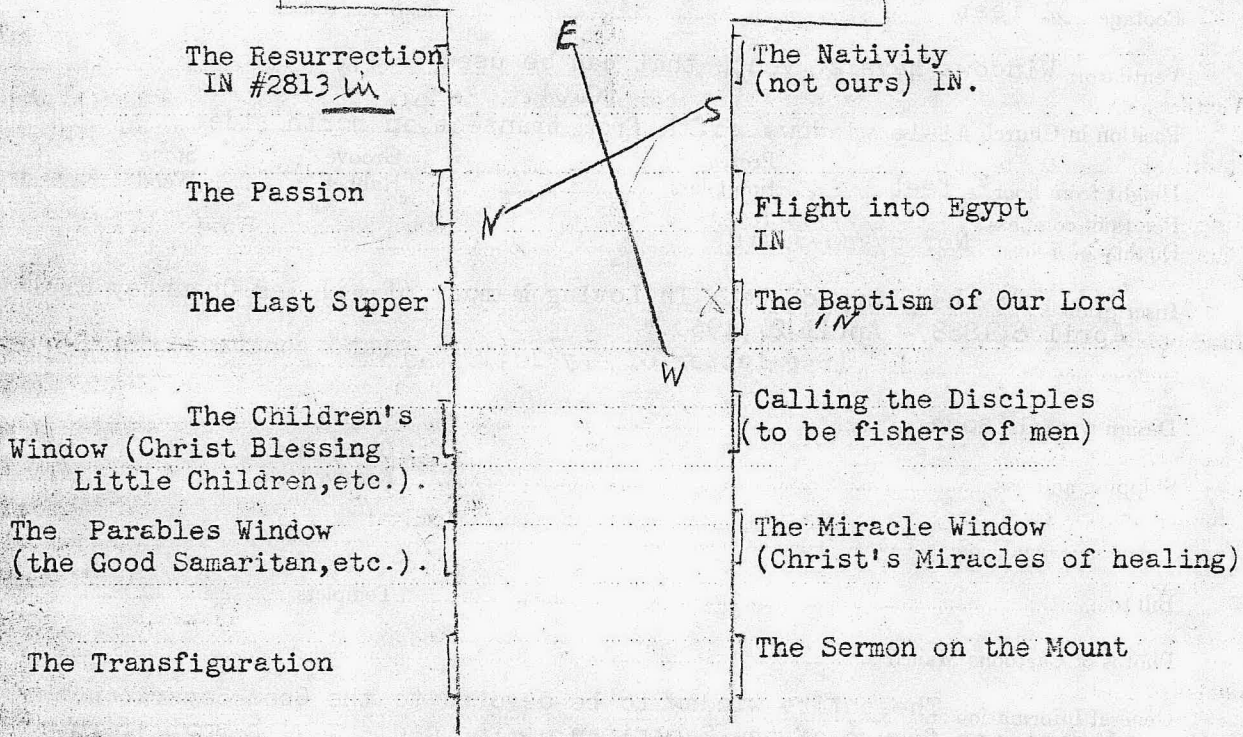 The Resurrection
IN #2813 in
The Passion
The Last Supper
The Children's
Window (Christ Blessing
Little Children,etc.).
The Parables Window
(the Good Samaritan,etc.).
The Transfiguration
E
S
N
W
The Nativity
(not ours) IN.
Flight into Egypt
IN
The Baptism of Our Lord
IN
Calling the Disciples
(to be fishers of men)
The Miracle Window
(Christ's Miracles of healing)
The Sermon on the Mount